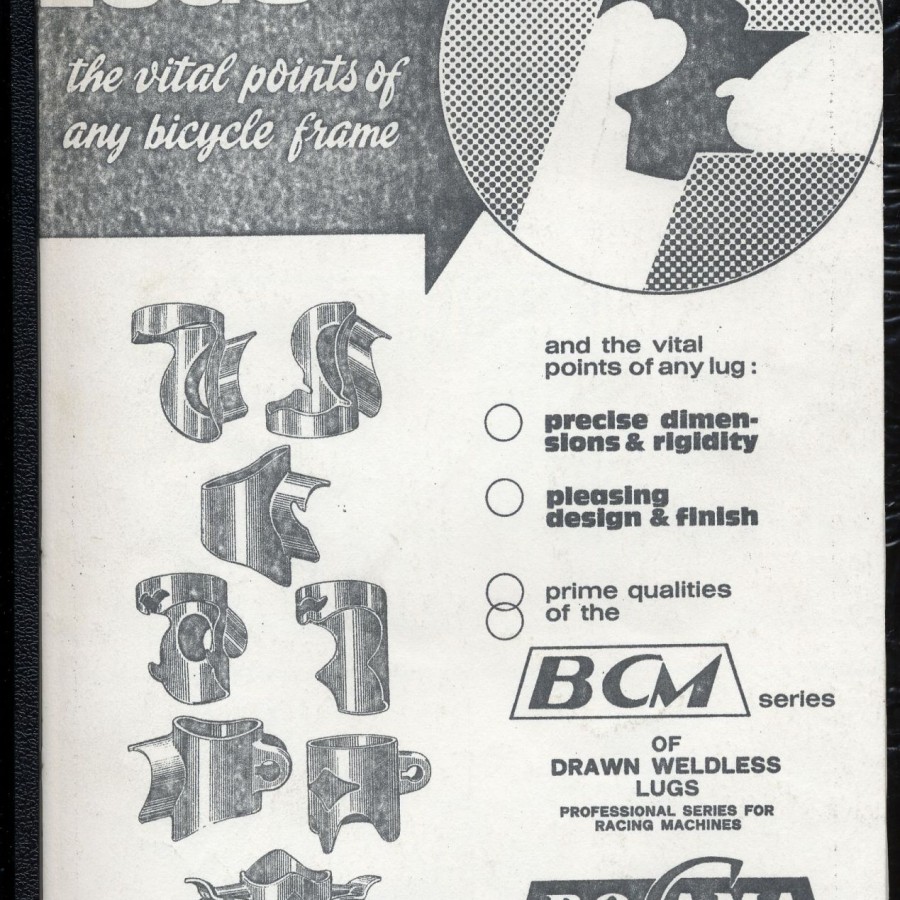 the vital points of
any bicycle frame
and the vital
points of any lug :
precise dimen-
sions & rigidity
pleasing
design & finish
prime qualities
of the
BCM series
OF
DRAWN WELDLESS
LUGS
PROFESSIONAL SERIES FOR
RACING MACHINES